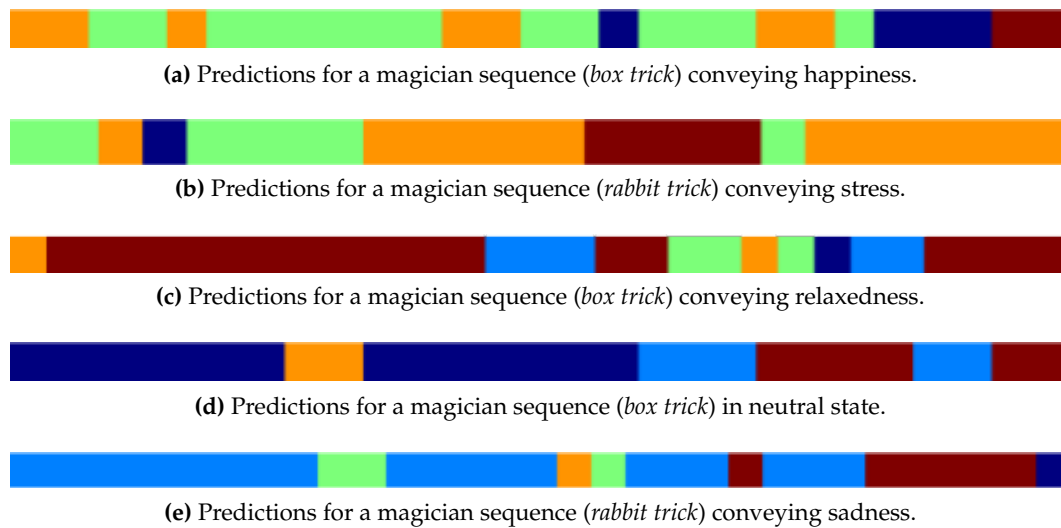 (a) Predictions for a magician sequence (box trick) conveying happiness.
(b) Predictions for a magician sequence (rabbit trick) conveying stress.
(c) Predictions for a magician sequence (box trick) conveying relaxedness.
(d) Predictions for a magician sequence (box trick) in neutral state.
(e) Predictions for a magician sequence (rabbit trick) conveying sadness.